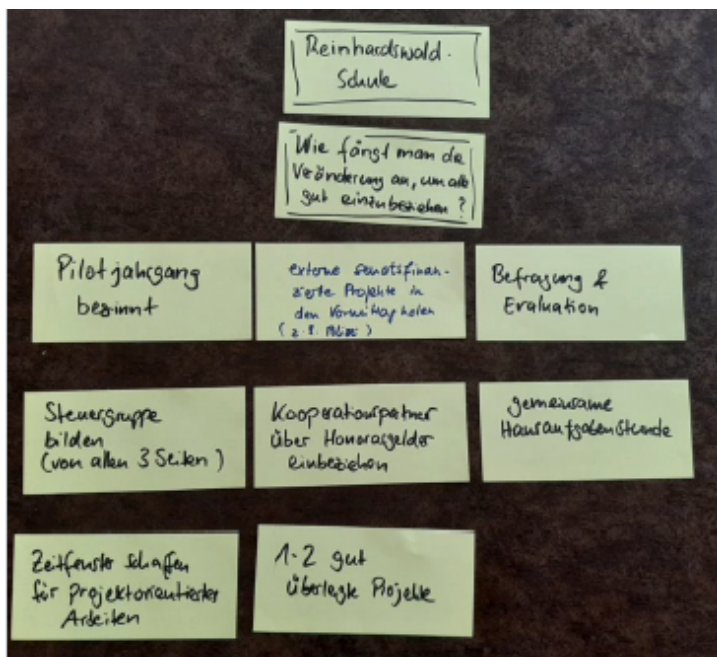 Reinhardswald-
Schule
Wie fängt man die
Veränderung an, um alle
gut einzubeziehen?
Pilotjahrgang
beginnt
externe senatsfinan-
zierte Projekte in
den Vormittag holen
(z.B.
Befragung &
Evaluation
Steuergruppe
bilden
(von allen 3 Seiten)
Kooperationspartner
über Honorargelder
einbeziehen
gemeinsame
Hausaufgabenstunde
Zeitfenster schaffen
für projektorientiertes
Arbeiten
1-2 gut
überlegte Projekte